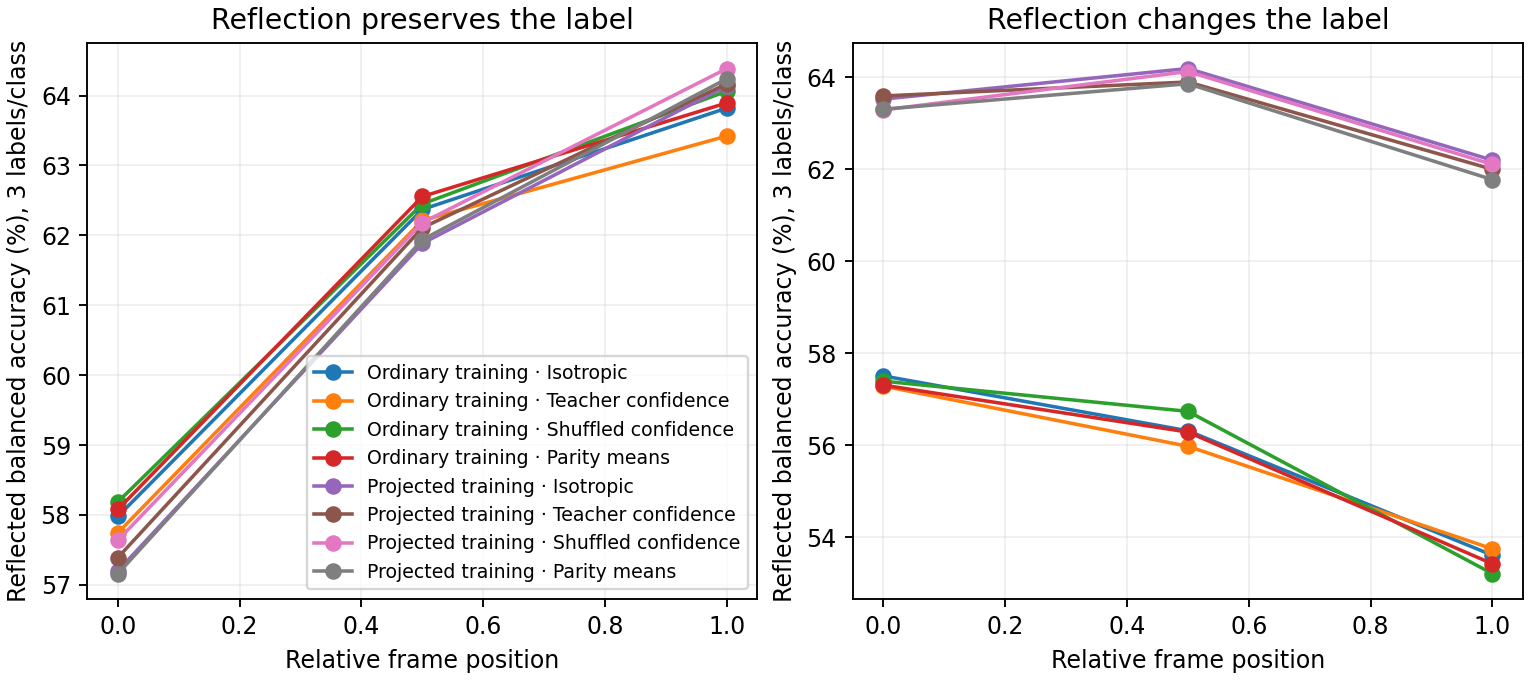 Reflection preserves the label
Reflected balanced accuracy (%), 3 labels/class
64
63
62
61
60
59
58
57
Ordinary training · Isotropic
Ordinary training · Teacher confidence
Ordinary training · Shuffled confidence
Ordinary training · Parity means
Projected training · Isotropic
Projected training · Teacher confidence
Projected training · Shuffled confidence
Projected training · Parity means
0.0 0.2 0.4 0.6 0.8 1.0
Relative frame position
Reflection changes the label
Reflected balanced accuracy (%), 3 labels/class
64
62
60
58
56
54
0.0 0.2 0.4 0.6 0.8 1.0
Relative frame position